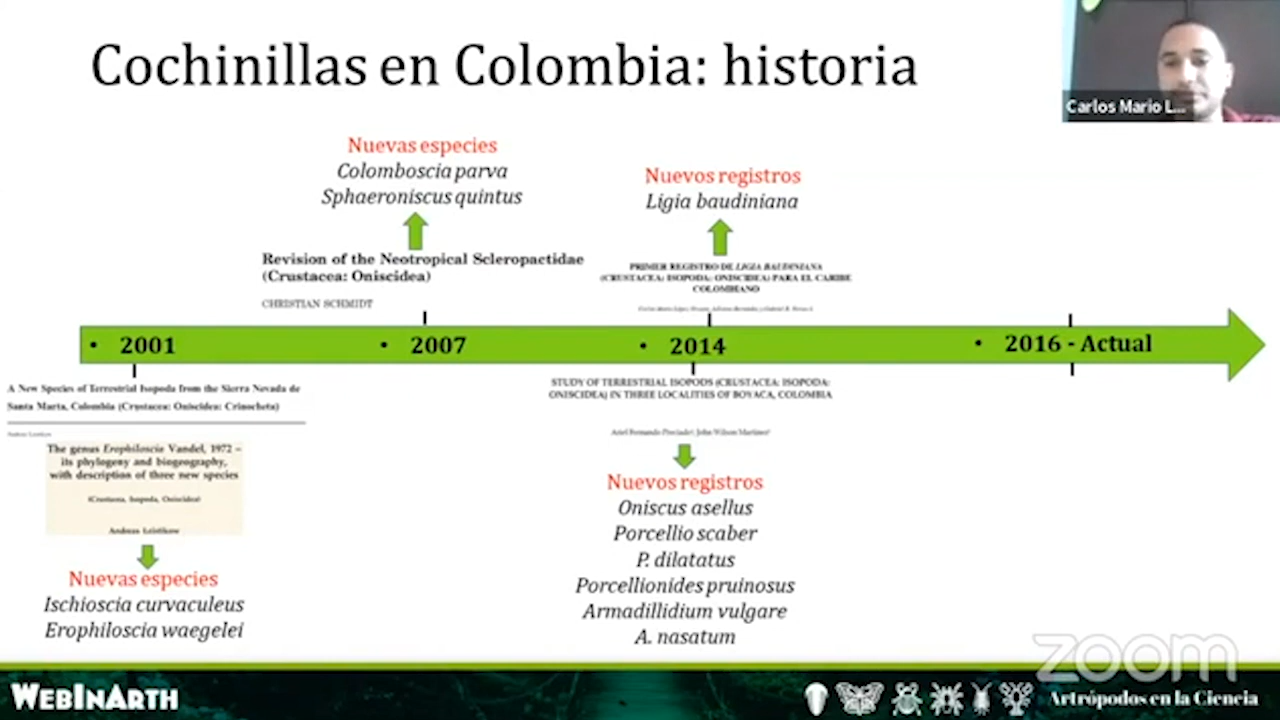 Cochinillas en Colombia: historia
Carlos Mario L...
Nuevas especies
Colomboscia parva
Sphaeroniscus quintus
Nuevos registros
Ligia baudiniana
Revision of the Neotropical Scleropactidae
(Crustacea: Oniscidea)
CHRISTIAN SCHMIDT
PRIMER REGISTRO DE LIGIA BAUDINIANA
(CRUSTACEA: ISOPODA: ONISCIDEA) PARA EL CARIBE
COLOMBIANO
• 2001
• 2007
• 2014
• 2016 - Actual
A New Species of Terrestrial Isopoda from the Sierra Nevada de
Santa Marta, Colombia (Crustacea: Oniscidea: Crinocheta)
Andreas Leistikow
The genus Erophiloscia Vandel, 1972 –
its phylogeny and biogeography,
with description of three new species
(Crustacea, Isopoda, Oniscidea)
Andreas Leistikow
Nuevas especies
Ischioscia curvaculeus
Erophiloscia waegelei
STUDY OF TERRESTRIAL ISOPODS (CRUSTACEA: ISOPODA:
ONISCIDEA) IN THREE LOCALITIES OF BOYACA, COLOMBIA
Nuevos registros
Oniscus asellus
Porcellio scaber
P. dilatatus
Porcellionides pruinosus
Armadillidium vulgare
A. nasatum
zoom
WEBINARTH
Artrópodos en la Ciencia